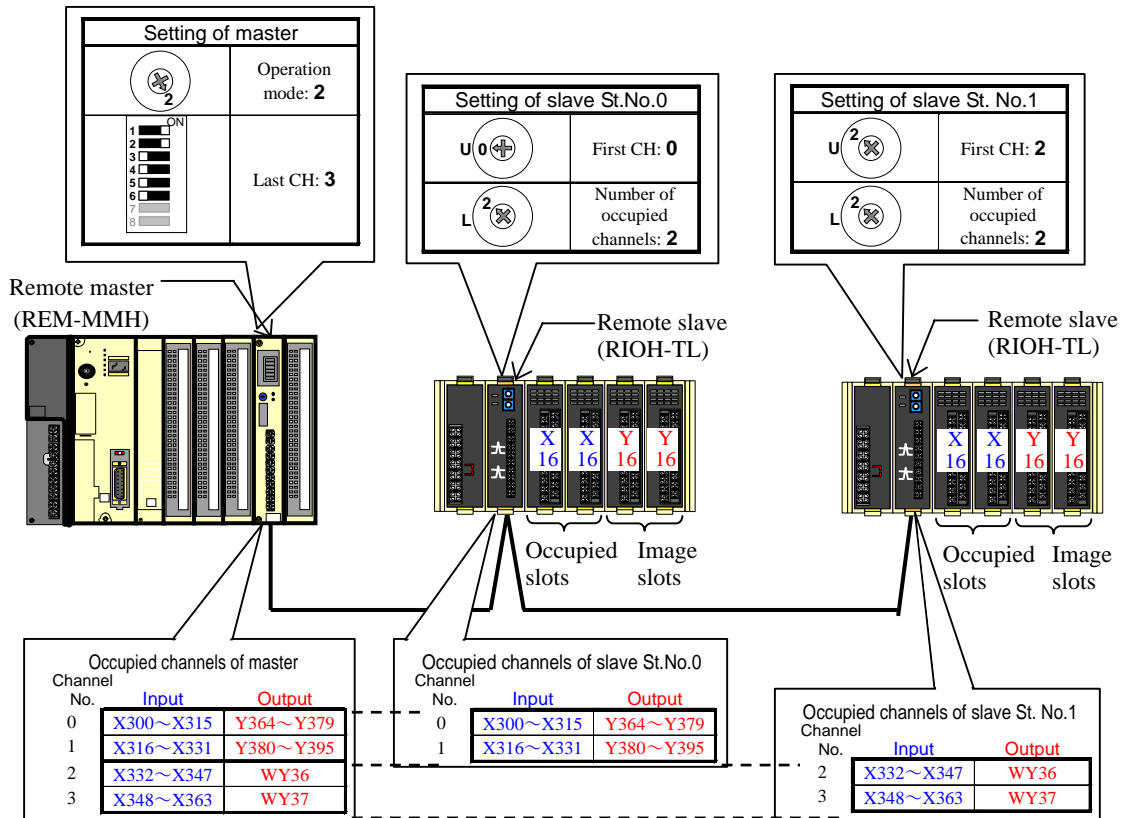 Setting of master
2
Operation
mode: 2
ON
1
2
3
4
5
6
7
8
Last CH: 3
Setting of slave St.No.0
U
0
First CH: 0
L
2
Number of
occupied
channels: 2
Setting of slave St. No.1
U
2
First CH: 2
L
2
Number of
occupied
channels: 2
Remote master
(REM-MMH)
Remote slave
(RIOH-TL)
Remote slave
(RIOH-TL)
X
16
X
16
Y
16
Y
16
X
16
X
16
Y
16
Y
16
Occupied
slots
Image
slots
Occupied
slots
Image
slots
Occupied channels of master
Channel
No. Input Output
0 X300～X315 Y364～Y379
1 X316～X331 Y380～Y395
2 X332～X347 WY36
3 X348～X363 WY37
Occupied channels of slave St.No.0
Channel
No. Input Output
0 X300～X315 Y364～Y379
1 X316～X331 Y380～Y395
Occupied channels of slave St. No.1
Channel
No. Input Output
2 X332～X347 WY36
3 X348～X363 WY37